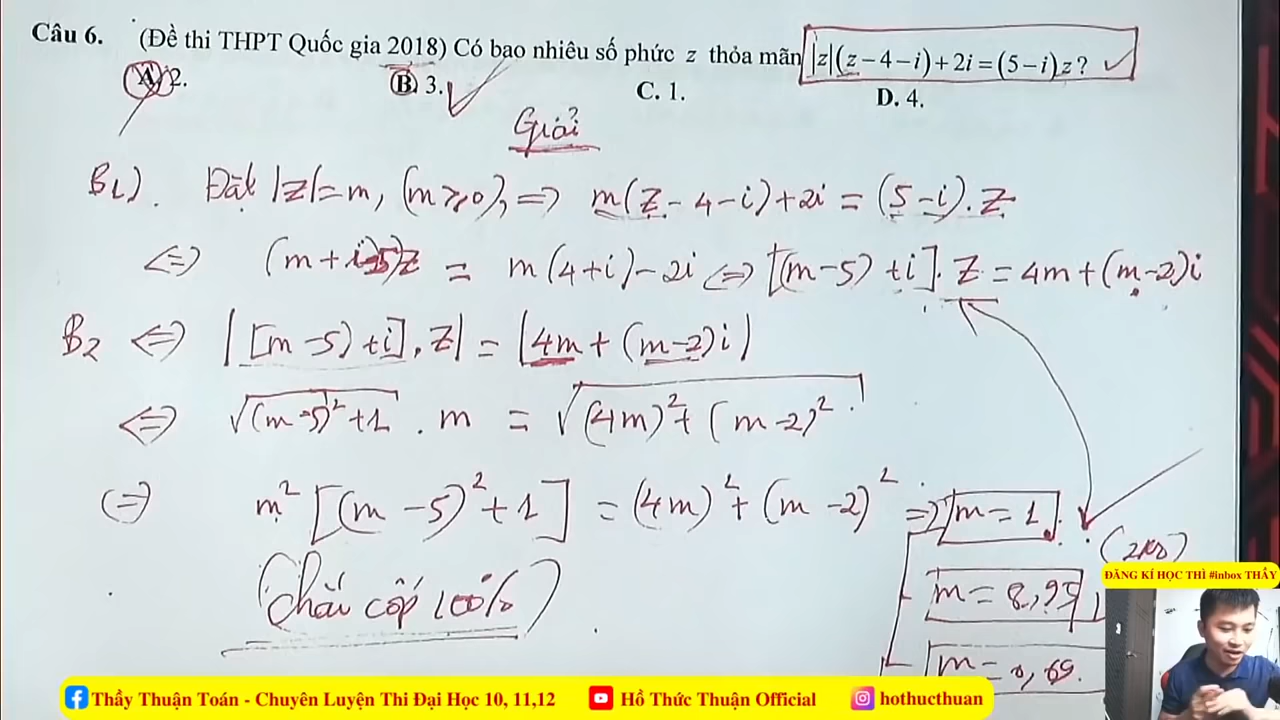 Câu 6. (Đề thi THPT Quốc gia 2018) Có bao nhiêu số phức z thỏa mãn |z|(z−4−i)+2i=(5−i)z?
A. 2. B. 3. C. 1. D. 4.
Giải
B1). Đặt |z|=m, (m≥0), => m(z−4−i)+2i = (5−i).z
<=> (m+i−5)z = m(4+i)−2i <=> [(m−5)+i].z = 4m+(m−2)i
B2 <=> |[m−5)+i].z| = |4m+(m−2)i|
<=> √(m−5)²+1 . m = √(4m)²+(m−2)²
(=) m² [(m−5)²+1] = (4m)²+(m−2)² => m=1
m = 8,95
m = 0,69
ĐĂNG KÍ HỌC THÌ #inbox THẦY
Thầy Thuận Toán - Chuyên Luyện Thi Đại Học 10, 11,12
Hồ Thức Thuận Official
hothucthuan